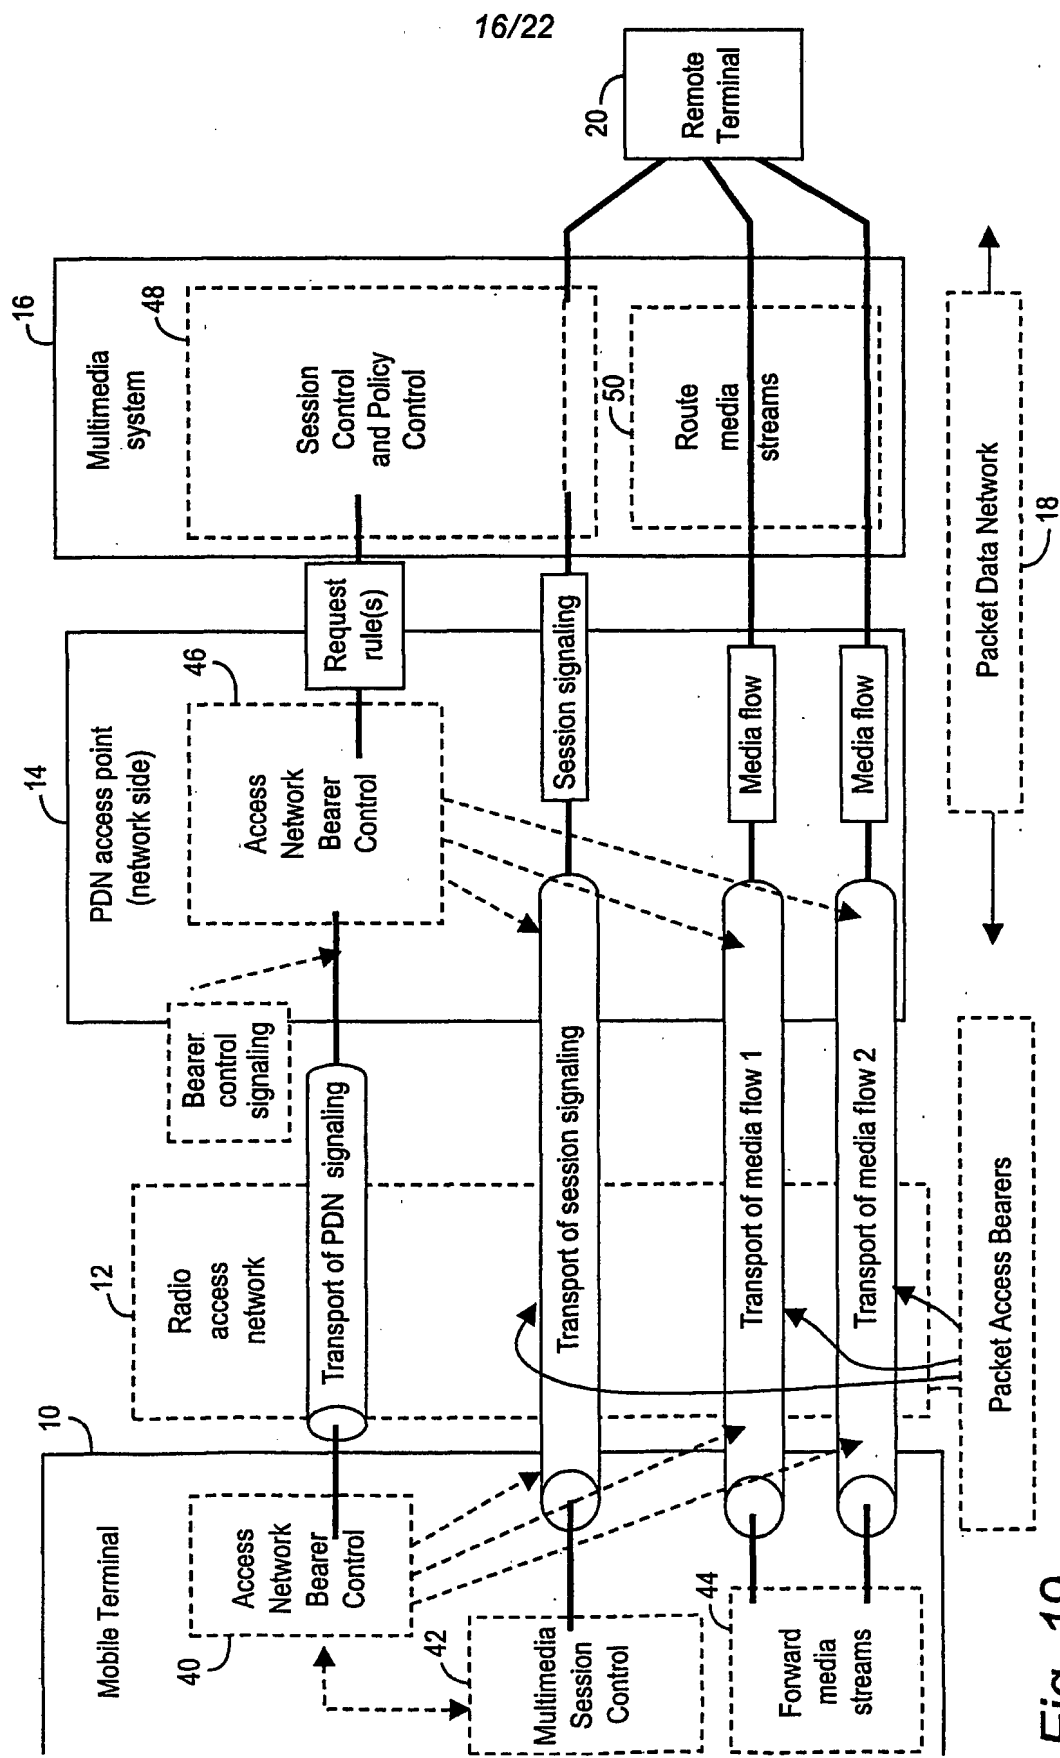 16/22
Mobile Terminal
10
Access
Network
Bearer
Control
40
42
Multimedia
Session
Control
44
Forward
media
streams
12
Radio
access
network
Bearer
control
signaling
Transport of PDN signaling
Transport of session signaling
Transport of media flow 1
Transport of media flow 2
Packet Access Bearers
14
PDN access point
(network side)
46
Access
Network
Bearer
Control
Request
rule(s)
Session signaling
Media flow
Media flow
16
Multimedia
system
48
Session
Control
and Policy
Control
50
Route
media
streams
20
Remote
Terminal
Packet Data Network
18